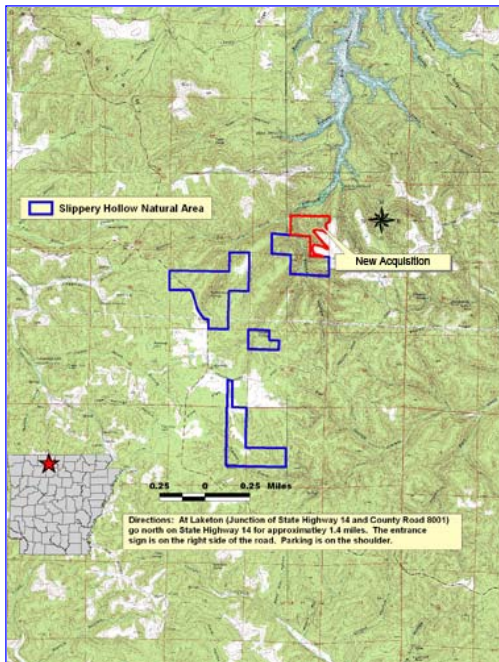 Slippery Hollow Natural Area
New Acquisition
0.25 0 0.25 Miles
Directions: At Laketon (Junction of State Highway 14 and County Road 8001)
go north on State Highway 14 for approximatley 1.4 miles. The entrance
sign is on the right side of the road. Parking is on the shoulder.